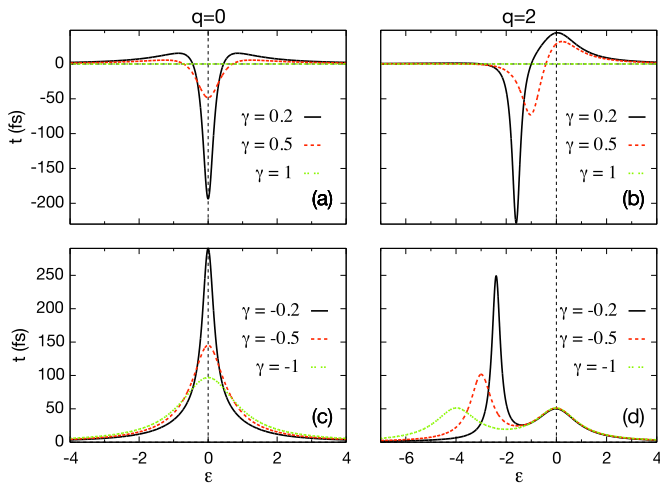 q=0
q=2
t (fs)
0
-50
-100
-150
-200
γ = 0.2
γ = 0.5
γ = 1
(a)
γ = 0.2
γ = 0.5
γ = 1
(b)
t (fs)
250
200
150
100
50
0
γ = -0.2
γ = -0.5
γ = -1
(c)
γ = -0.2
γ = -0.5
γ = -1
(d)
-4 -2 0 2 4
-6 -4 -2 0 2 4
ε
ε